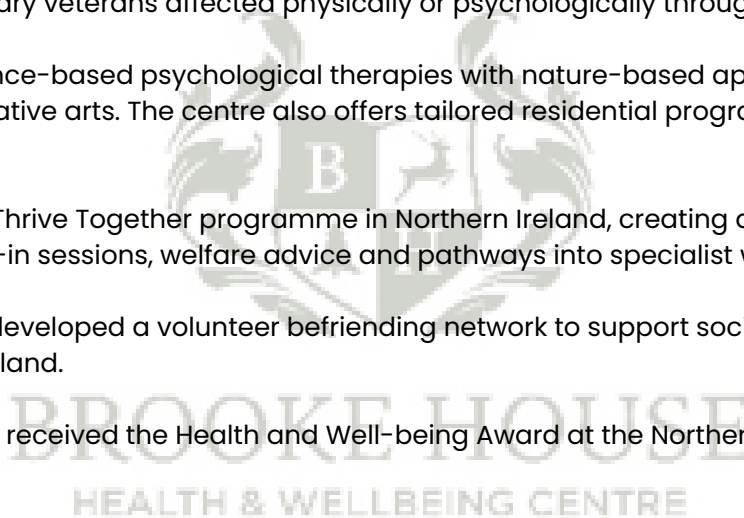 ary veterans affected physically or psychologically throug
nce-based psychological therapies with nature-based ap
ative arts. The centre also offers tailored residential progra
B
H
Thrive Together programme in Northern Ireland, creating a
-in sessions, welfare advice and pathways into specialist w
developed a volunteer befriending network to support soci
land.
BROOKE HOUSE
received the Health and Well-being Award at the Norther
HEALTH & WELLBEING CENTRE